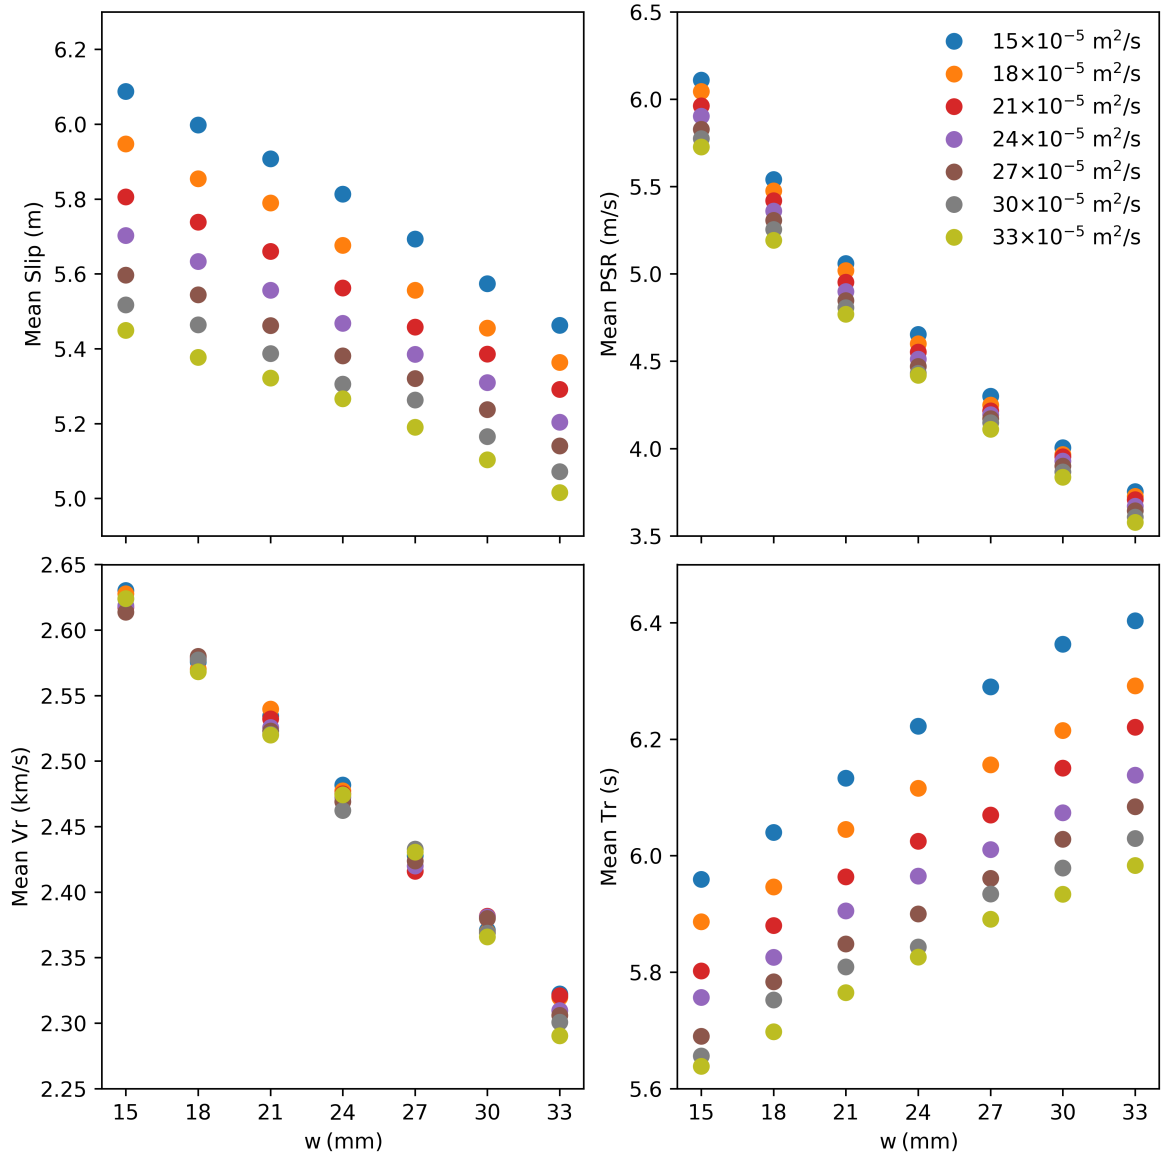 6.2
6.0
5.8
5.6
5.4
5.2
5.0
Mean Slip (m)
6.5
6.0
5.5
5.0
4.5
4.0
3.5
Mean PSR (m/s)
15×10⁻⁵ m²/s
18×10⁻⁵ m²/s
21×10⁻⁵ m²/s
24×10⁻⁵ m²/s
27×10⁻⁵ m²/s
30×10⁻⁵ m²/s
33×10⁻⁵ m²/s
2.65
2.60
2.55
2.50
2.45
2.40
2.35
2.30
2.25
Mean Vr (km/s)
15 18 21 24 27 30 33
w (mm)
6.4
6.2
6.0
5.8
5.6
Mean Tr (s)
15 18 21 24 27 30 33
w (mm)